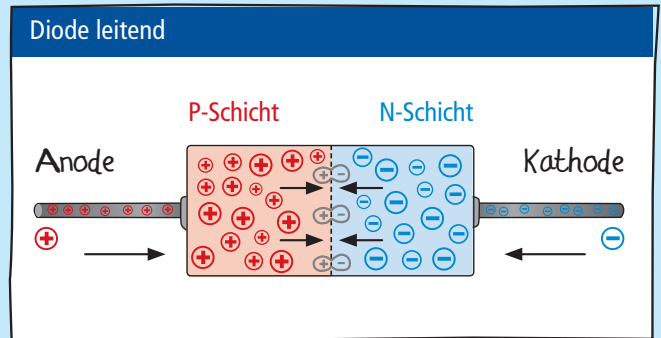 Diode leitend
P-Schicht N-Schicht
Anode Kathode